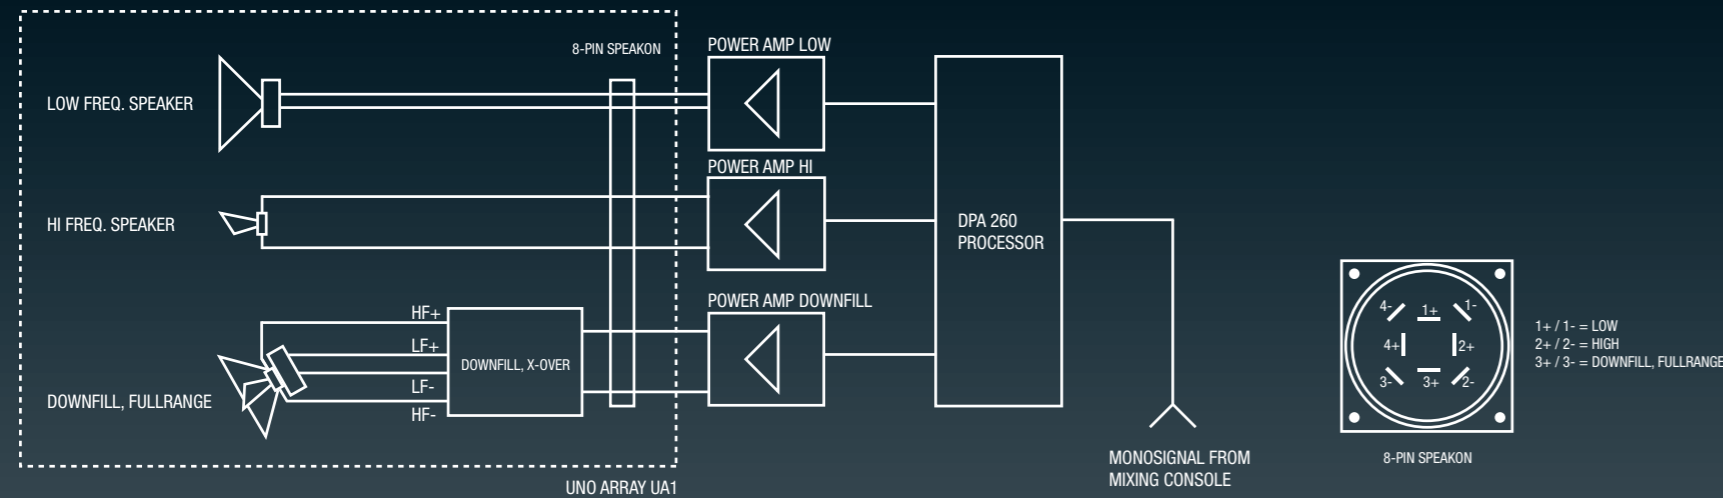 8-PIN SPEAKON
POWER AMP LOW
LOW FREQ. SPEAKER
POWER AMP HI
HI FREQ. SPEAKER
DPA 260
PROCESSOR
POWER AMP DOWNFILL
HF+
LF+
DOWNFILL, X-OVER
LF-
HF-
DOWNFILL, FULLRANGE
UNO ARRAY UA1
MONOSIGNAL FROM
MIXING CONSOLE
4- 1+ 1-
4+ 2+
3- 3+ 2-
1+ / 1- = LOW
2+ / 2- = HIGH
3+ / 3- = DOWNFILL, FULLRANGE
8-PIN SPEAKON